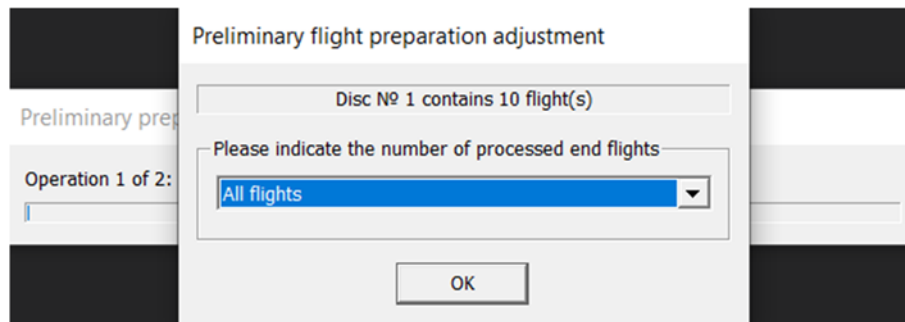 Preliminary flight preparation adjustment
Disc № 1 contains 10 flight(s)
Preliminary
Please indicate the number of processed end flights
Operation 1 of 2:
All flights
OK